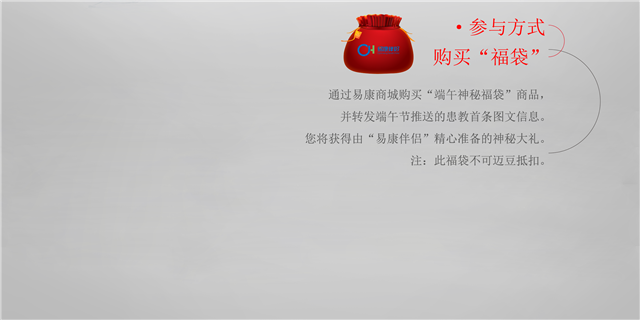 • 参与方式
购买“福袋”
通过易康商城购买“端午神秘福袋”商品，
并转发端午节推送的患教首条图文信息。
您将获得由“易康伴侣”精心准备的神秘大礼。
注：此福袋不可迈豆抵扣。